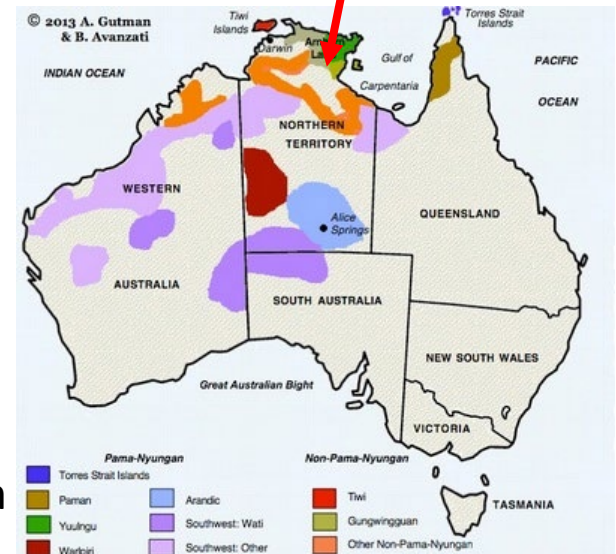 © 2013 A. Gutman
& B. Avanzati
Tiwi
Islands
Darwin
Torres Strait
Islands
INDIAN OCEAN
Gulf of
Carpentaria
PACIFIC
OCEAN
NORTHERN
TERRITORY
WESTERN
AUSTRALIA
Alice
Springs
QUEENSLAND
SOUTH AUSTRALIA
NEW SOUTH WALES
Great Australian Bight
VICTORIA
TASMANIA
Pama-Nyungan
Torres Strait Islands
Paman
Yuulngu
Warlpiri
Arandic
Southwest: Wati
Southwest: Other
Non-Pama-Nyungan
Tiwi
Gungwingguan
Other Non-Pama-Nyungan